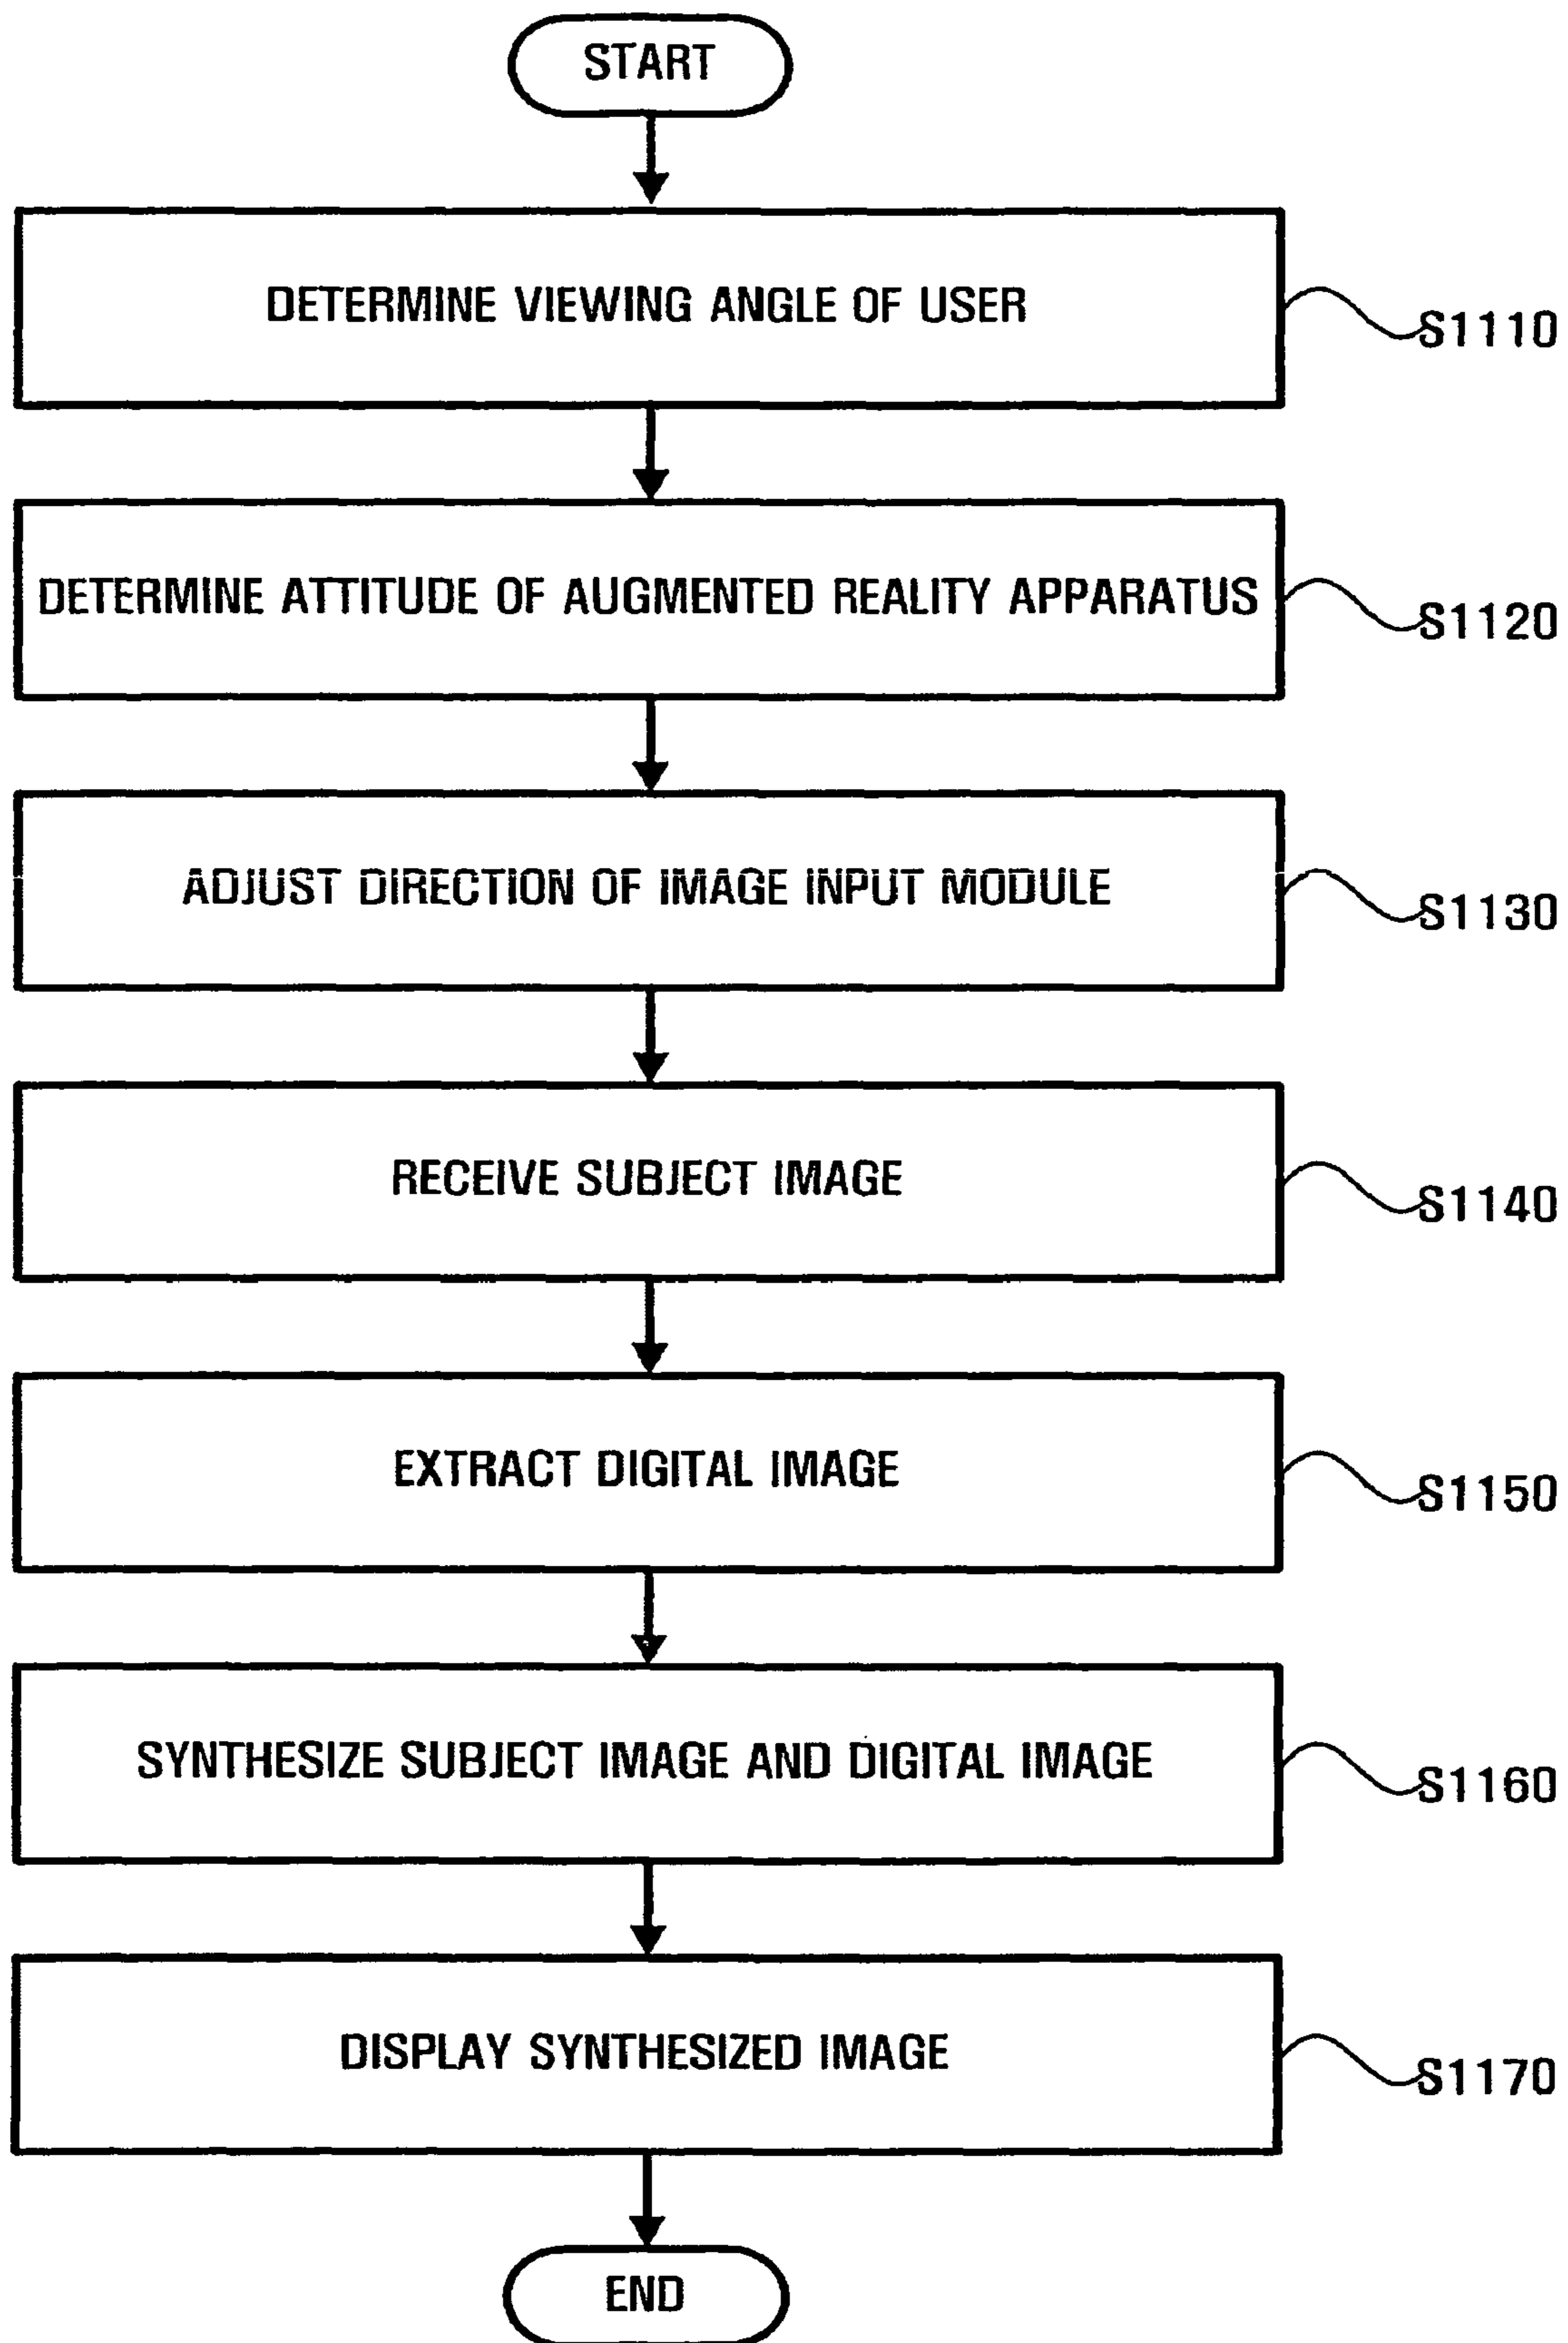 START
DETERMINE VIEWING ANGLE OF USER
S1110
DETERMINE ATTITUDE OF AUGMENTED REALITY APPARATUS
S1120
ADJUST DIRECTION OF IMAGE INPUT MODULE
S1130
RECEIVE SUBJECT IMAGE
S1140
EXTRACT DIGITAL IMAGE
S1150
SYNTHESIZE SUBJECT IMAGE AND DIGITAL IMAGE
S1160
DISPLAY SYNTHESIZED IMAGE
S1170
END